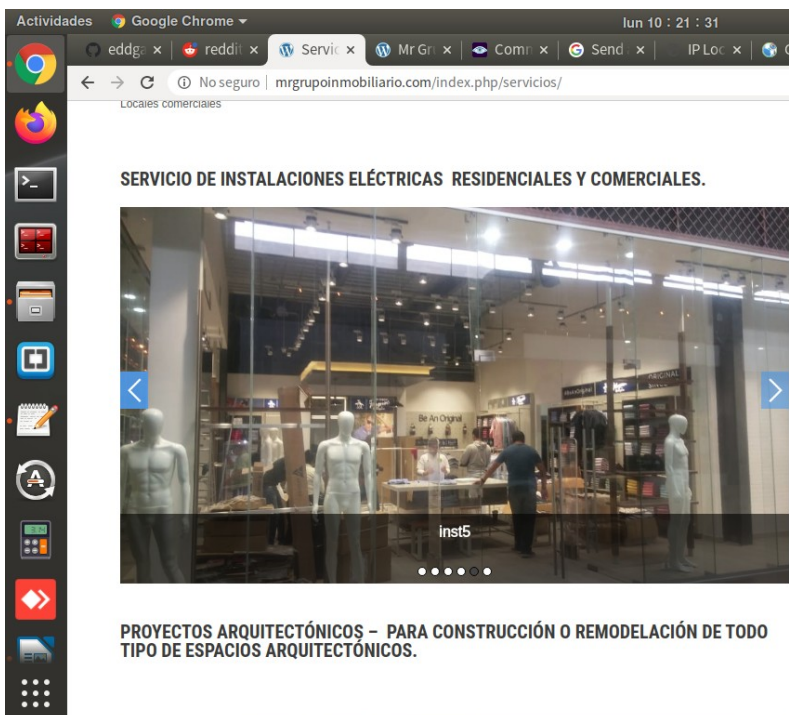 Actividades
Google Chrome
lun 10 : 21 : 31
eddga
reddit
Servic
Mr Gru
Comm
Send
IP Loc
No seguro
mrgrupoinmobiliario.com/index.php/servicios/
Locales comerciales
SERVICIO DE INSTALACIONES ELÉCTRICAS RESIDENCIALES Y COMERCIALES.
ORIGINAL
Be An Original
inst5
PROYECTOS ARQUITECTÓNICOS – PARA CONSTRUCCIÓN O REMODELACIÓN DE TODO
TIPO DE ESPACIOS ARQUITECTÓNICOS.